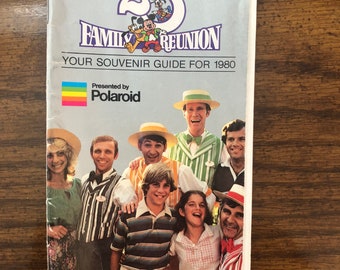 FAMILY REUNION
YOUR SOUVENIR GUIDE FOR 1980
Presented by
Polaroid